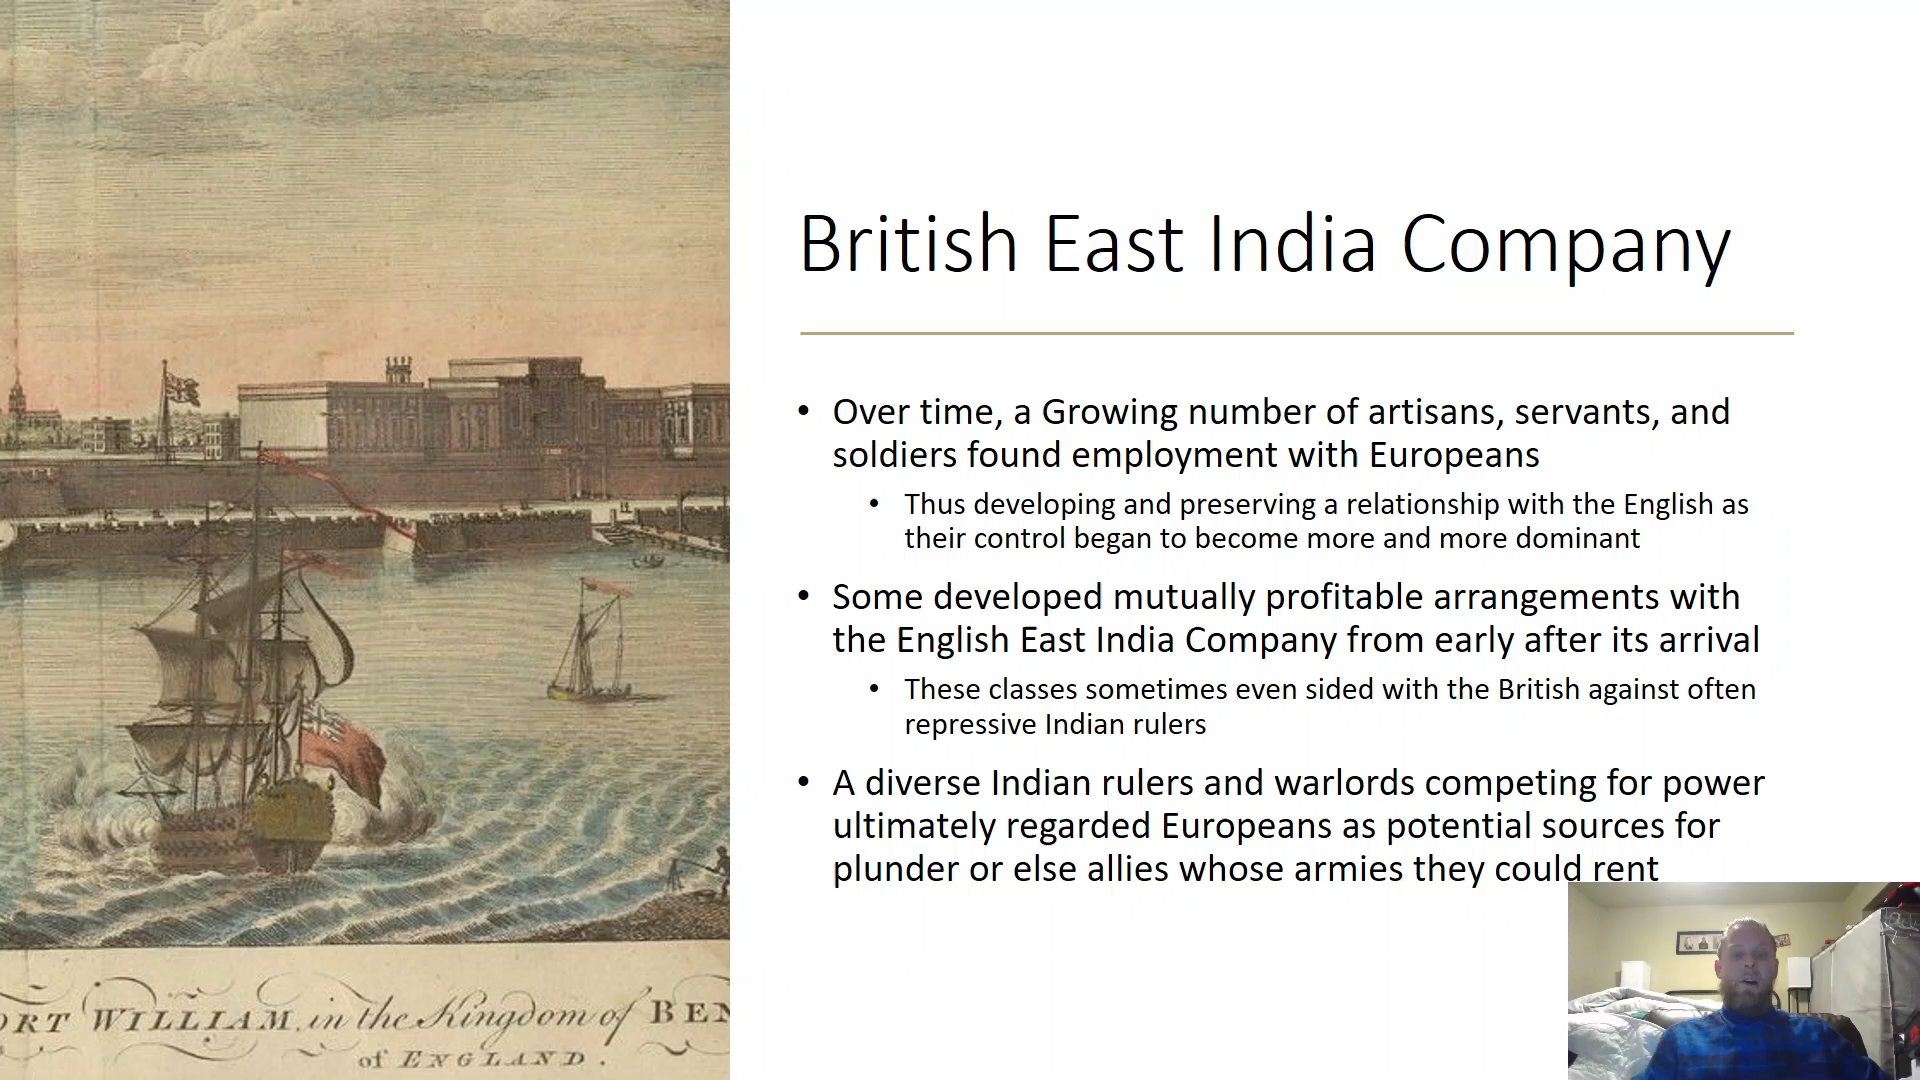 British East India Company
• Over time, a Growing number of artisans, servants, and
soldiers found employment with Europeans
• Thus developing and preserving a relationship with the English as
their control began to become more and more dominant
• Some developed mutually profitable arrangements with
the English East India Company from early after its arrival
• These classes sometimes even sided with the British against often
repressive Indian rulers
• A diverse Indian rulers and warlords competing for power
ultimately regarded Europeans as potential sources for
plunder or else allies whose armies they could rent
ORT WILLIAM, in the Kingdom of BEN
of ENGLAND.